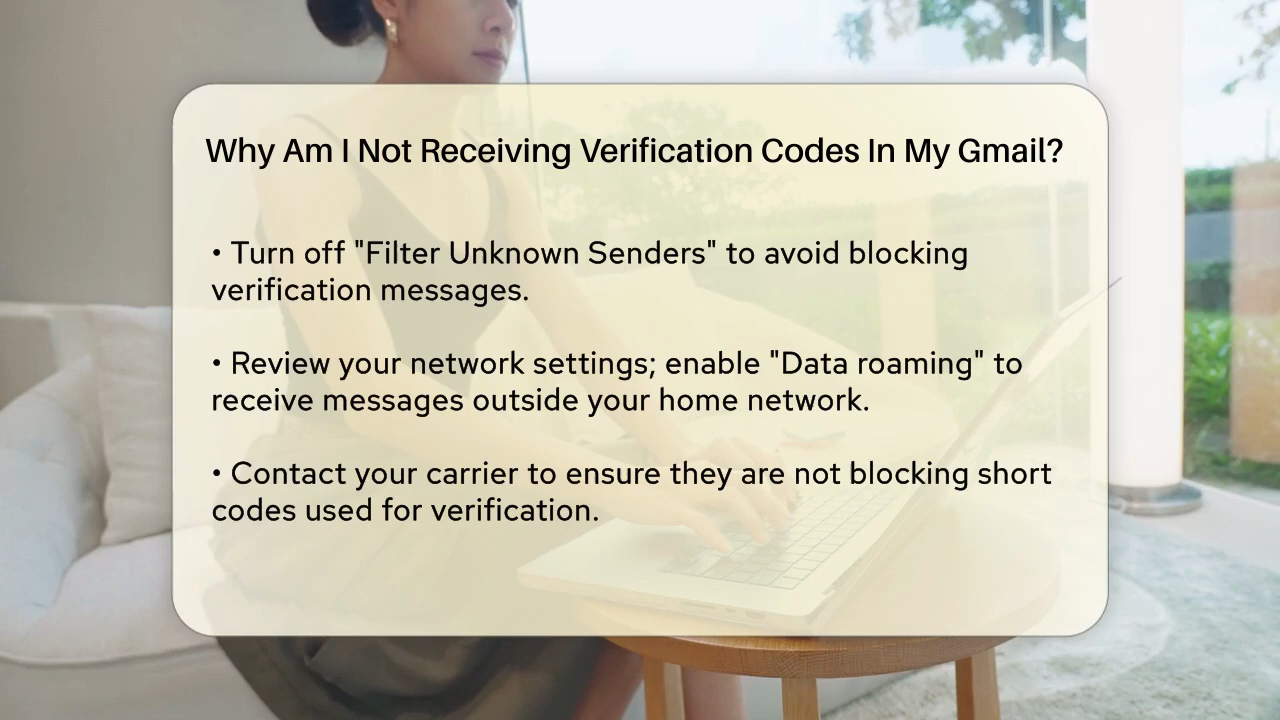 Why Am I Not Receiving Verification Codes In My Gmail?
• Turn off "Filter Unknown Senders" to avoid blocking
verification messages.
• Review your network settings; enable "Data roaming" to
receive messages outside your home network.
• Contact your carrier to ensure they are not blocking short
codes used for verification.